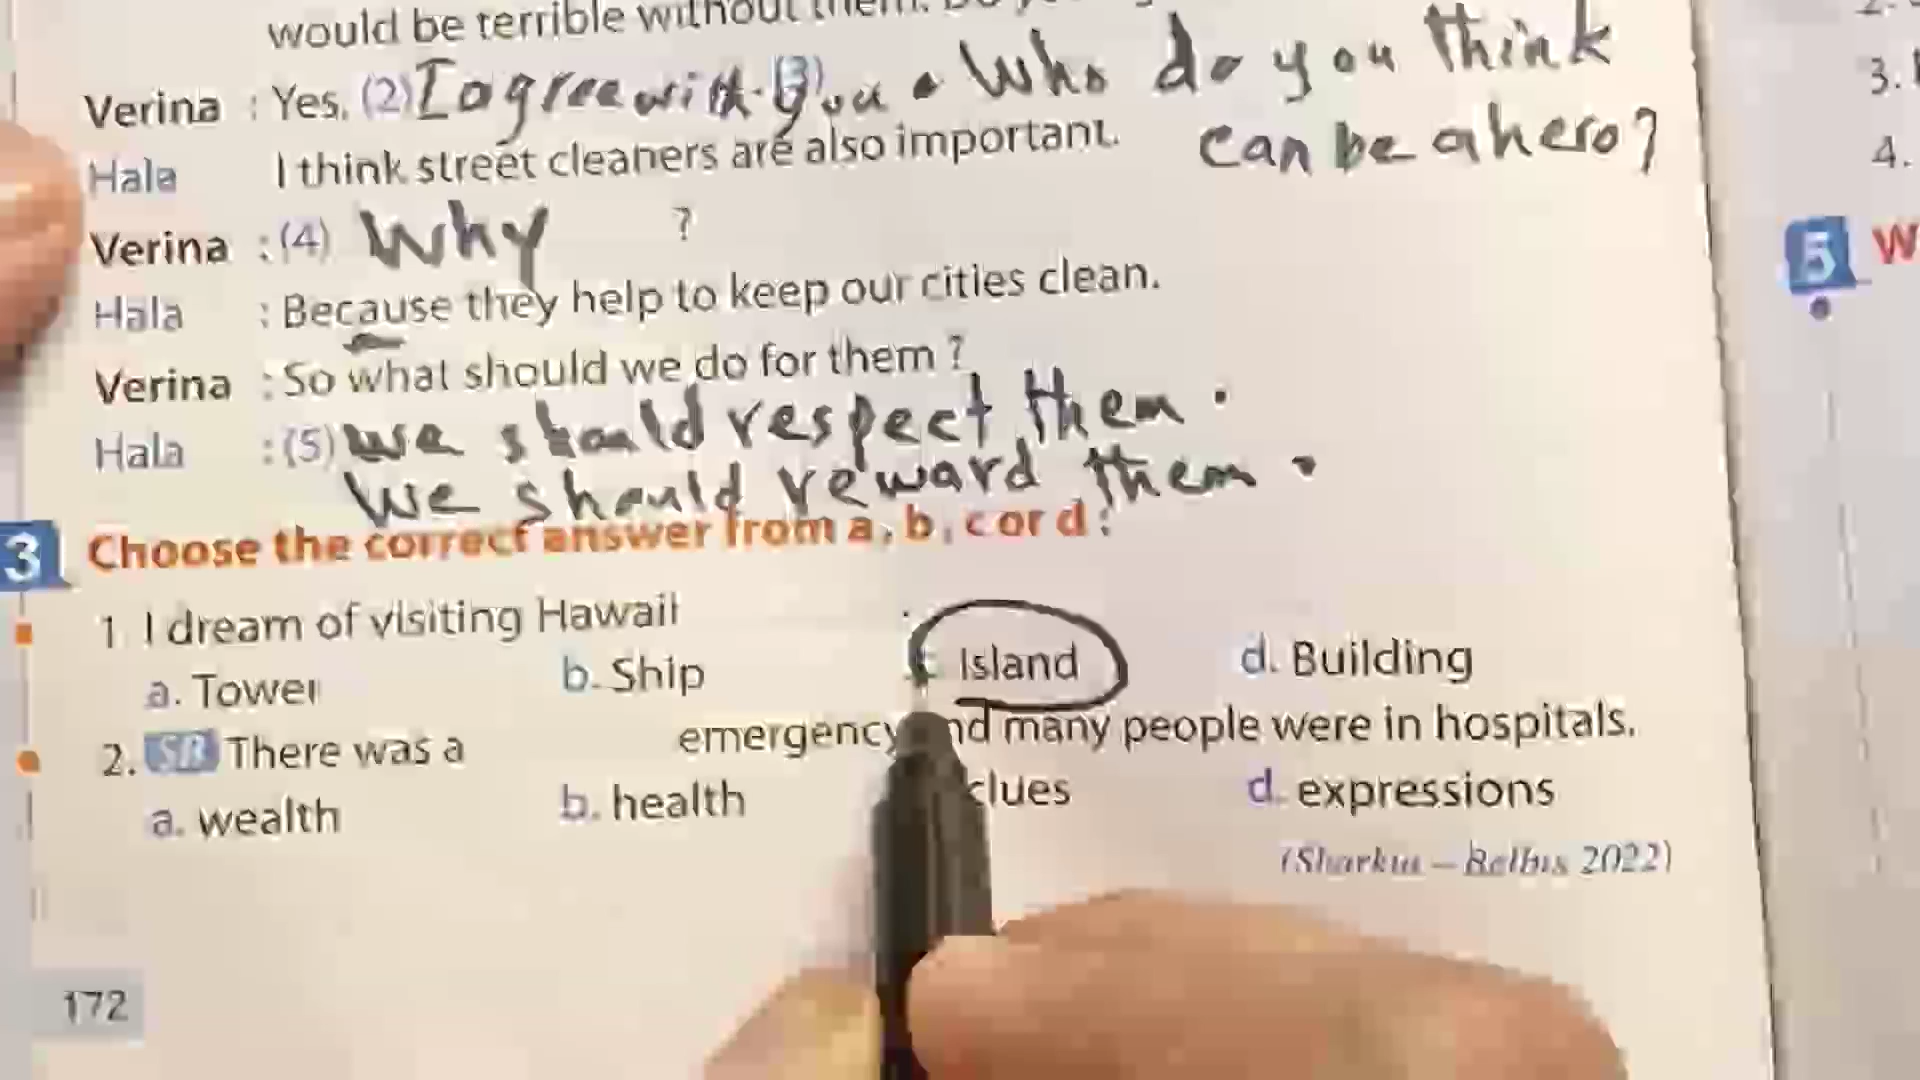 would be terrible without them.
Verina : Yes, (2) I agree with you . (3) Who do you think
can be a hero?
Hala I think street cleaners are also important.
Verina : (4) Why ?
Hala : Because they help to keep our cities clean.
Verina : So what should we do for them ?
Hala : (5) we should respect them .
We should reward them .
3 Choose the correct answer from a, b, c or d :
1. I dream of visiting Hawaii
a. Tower b. Ship c. Island d. Building
2. SB There was a emergency and many people were in hospitals.
a. wealth b. health clues d. expressions
(Sharkia – Belbis 2022)
172
3.
4.
5 W